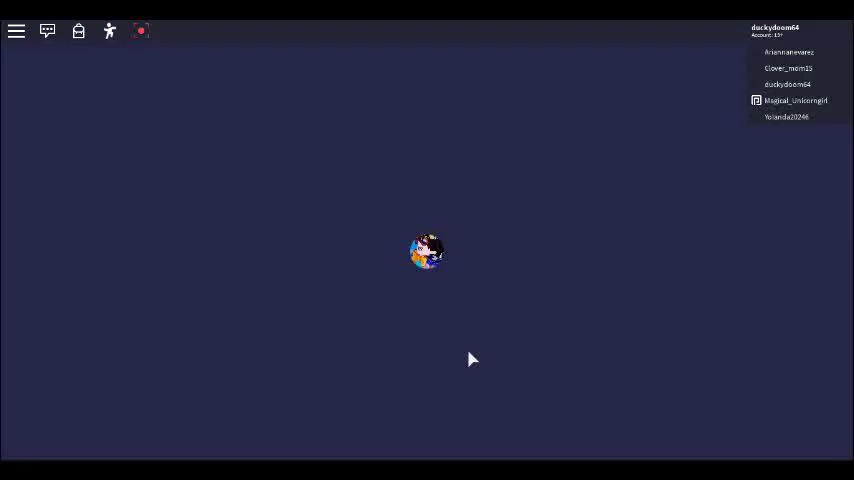 duckydoom64
Account: 13+
Ariannanevarez
Clover_mom15
duckydoom64
Magical_Unicorngirl
Yolanda20246